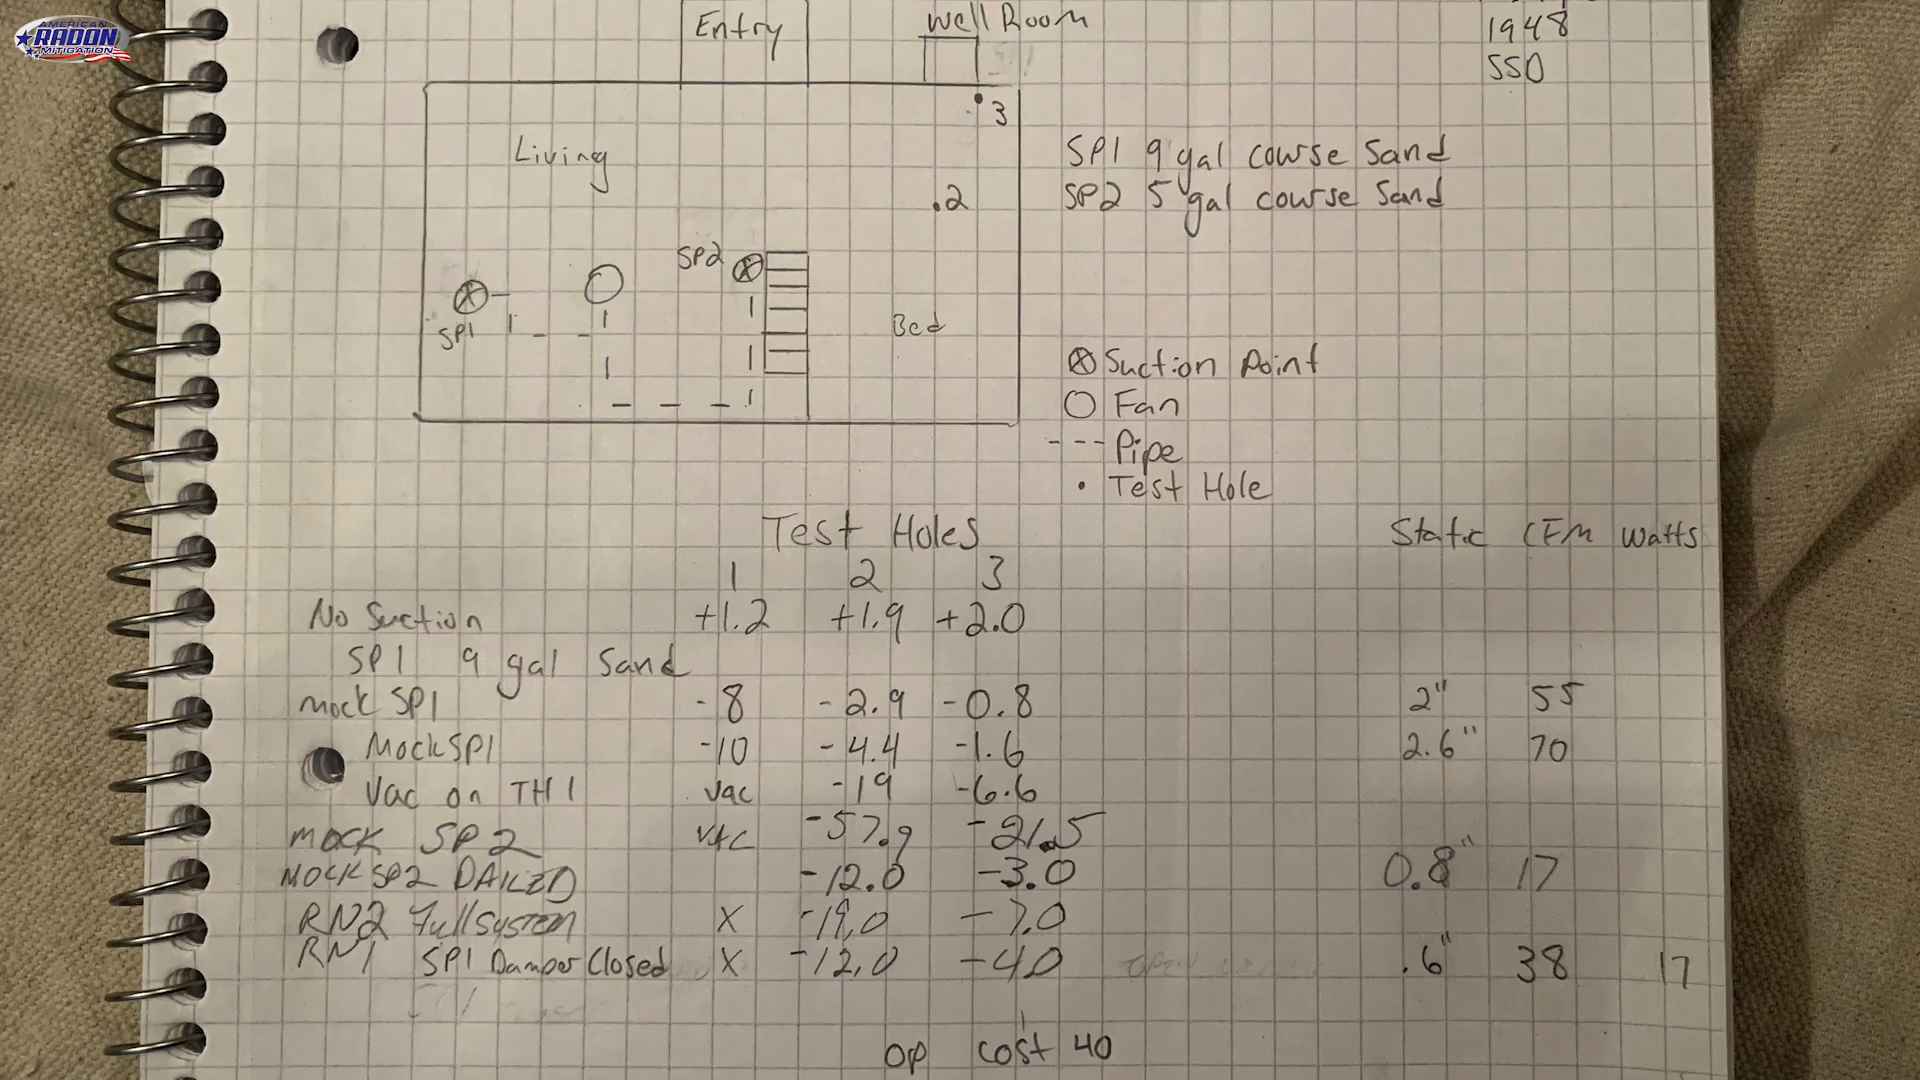 AMERICAN
RADON
MITIGATION
Entry
Well Room
1948
550
3
Living
SP1 9 gal course Sand
.2
SP2 5 gal course Sand
SP2
SP1
Bed
Suction Point
Fan
--- Pipe
• Test Hole
Test Holes
Static CFM Watts
1 2 3
No Suction +1.2 +1.9 +2.0
SP1 9 gal Sand
mock SP1 -8 -2.9 -0.8 2" 55
Mock SP1 -10 -4.4 -1.6 2.6" 70
Vac on TH1 vac -19 -6.6
MOCK SP2 VAC -57.9 -21.5
MOCK SP2 DAILED -12.0 -3.0 0.8" 17
RN2 Full System X -19.0 -7.0
RN1 SP1 Damper Closed X -12.0 -4.0 .6" 38 17
OP Cost 40